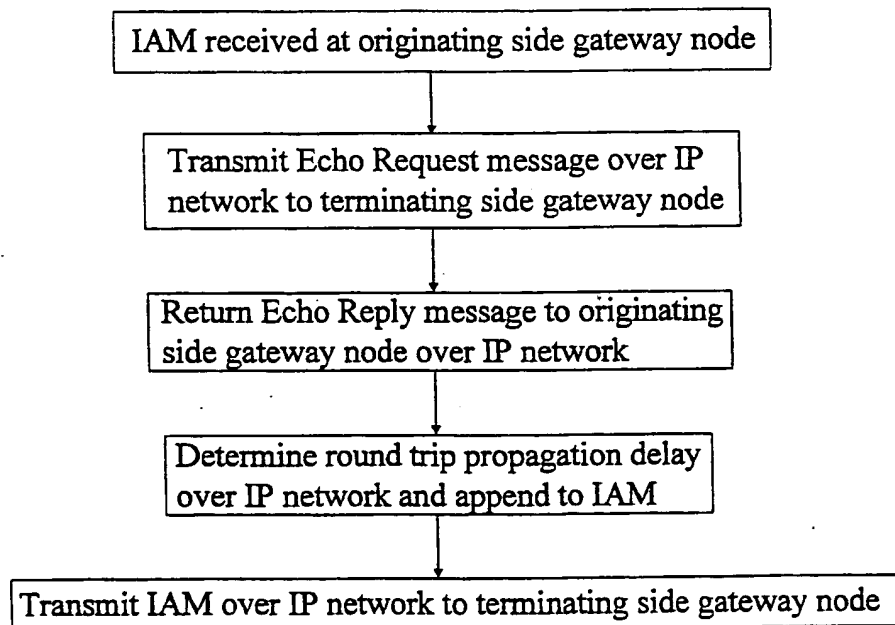 IAM received at originating side gateway node
Transmit Echo Request message over IP
network to terminating side gateway node
Return Echo Reply message to originating
side gateway node over IP network
Determine round trip propagation delay
over IP network and append to IAM
Transmit IAM over IP network to terminating side gateway node